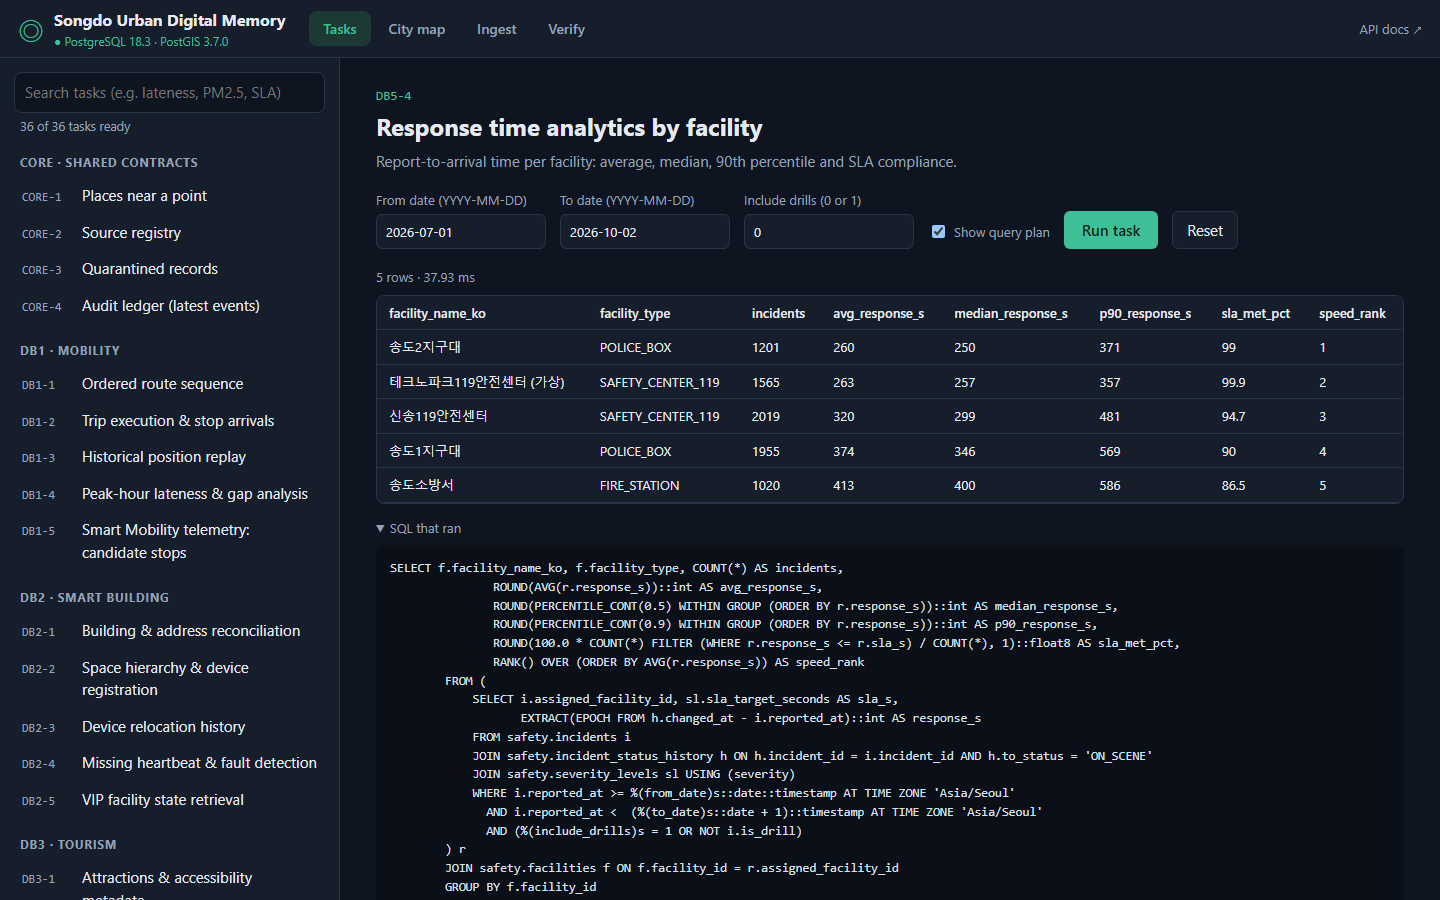 Songdo Urban Digital Memory
● PostgreSQL 18.3 · PostGIS 3.7.0
Tasks
City map
Ingest
Verify
API docs ↗
Search tasks (e.g. lateness, PM2.5, SLA)
36 of 36 tasks ready
CORE · SHARED CONTRACTS
CORE-1 Places near a point
CORE-2 Source registry
CORE-3 Quarantined records
CORE-4 Audit ledger (latest events)
DB1 · MOBILITY
DB1-1 Ordered route sequence
DB1-2 Trip execution & stop arrivals
DB1-3 Historical position replay
DB1-4 Peak-hour lateness & gap analysis
DB1-5 Smart Mobility telemetry:
candidate stops
DB2 · SMART BUILDING
DB2-1 Building & address reconciliation
DB2-2 Space hierarchy & device
registration
DB2-3 Device relocation history
DB2-4 Missing heartbeat & fault detection
DB2-5 VIP facility state retrieval
DB3 · TOURISM
DB3-1 Attractions & accessibility
metadata
DB5-4
Response time analytics by facility
Report-to-arrival time per facility: average, median, 90th percentile and SLA compliance.
From date (YYYY-MM-DD) To date (YYYY-MM-DD) Include drills (0 or 1)
2026-07-01 2026-10-02 0 Show query plan Run task Reset
5 rows · 37.93 ms
facility_name_ko facility_type incidents avg_response_s median_response_s p90_response_s sla_met_pct speed_rank
송도2지구대 POLICE_BOX 1201 260 250 371 99 1
테크노파크119안전센터 (가상) SAFETY_CENTER_119 1565 263 257 357 99.9 2
신송119안전센터 SAFETY_CENTER_119 2019 320 299 481 94.7 3
송도1지구대 POLICE_BOX 1955 374 346 569 90 4
송도소방서 FIRE_STATION 1020 413 400 586 86.5 5
▼ SQL that ran
SELECT f.facility_name_ko, f.facility_type, COUNT(*) AS incidents,
ROUND(AVG(r.response_s))::int AS avg_response_s,
ROUND(PERCENTILE_CONT(0.5) WITHIN GROUP (ORDER BY r.response_s))::int AS median_response_s,
ROUND(PERCENTILE_CONT(0.9) WITHIN GROUP (ORDER BY r.response_s))::int AS p90_response_s,
ROUND(100.0 * COUNT(*) FILTER (WHERE r.response_s <= r.sla_s) / COUNT(*), 1)::float8 AS sla_met_pct,
RANK() OVER (ORDER BY AVG(r.response_s)) AS speed_rank
FROM (
SELECT i.assigned_facility_id, sl.sla_target_seconds AS sla_s,
EXTRACT(EPOCH FROM h.changed_at - i.reported_at)::int AS response_s
FROM safety.incidents i
JOIN safety.incident_status_history h ON h.incident_id = i.incident_id AND h.to_status = 'ON_SCENE'
JOIN safety.severity_levels sl USING (severity)
WHERE i.reported_at >= %(from_date)s::date::timestamp AT TIME ZONE 'Asia/Seoul'
AND i.reported_at < (%(to_date)s::date + 1)::timestamp AT TIME ZONE 'Asia/Seoul'
AND (%(include_drills)s = 1 OR NOT i.is_drill)
) r
JOIN safety.facilities f ON f.facility_id = r.assigned_facility_id
GROUP BY f.facility_id